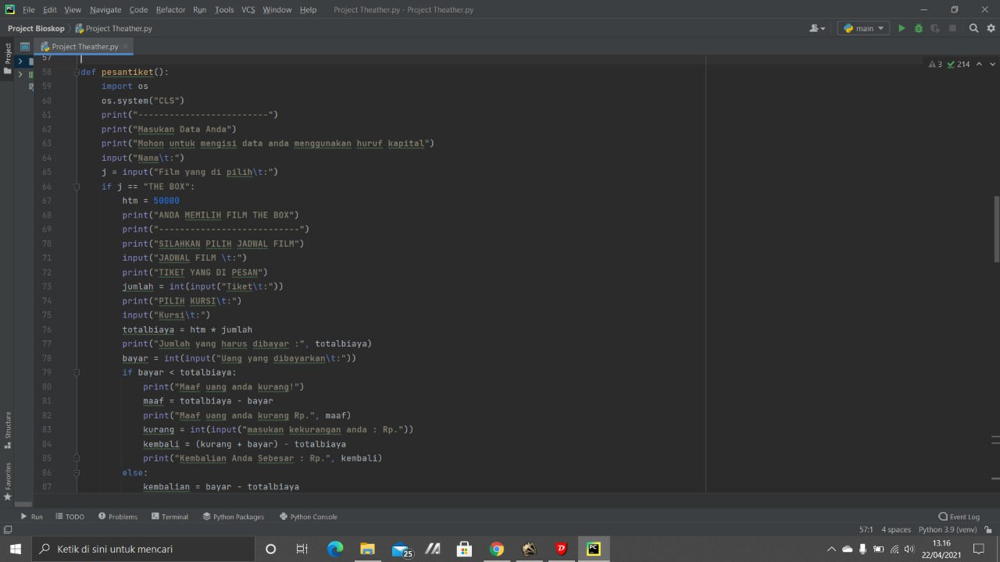 File Edit View Navigate Code Refactor Run Tools VCS Window Help Project Theather.py - Project Theather.py
Project Bioskop Project Theather.py main
Project Project Theather.py
57 3 214
58 def pesantiket():
59 import os
60 os.system("CLS")
61 print("-------------------------")
62 print("Masukan Data Anda")
63 print("Mohon untuk mengisi data anda menggunakan huruf kapital")
64 input("Nama\t:")
65 j = input("Film yang di pilih\t:")
66 if j == "THE BOX":
67 htm = 50000
68 print("ANDA MEMILIH FILM THE BOX")
69 print("---------------------------")
70 print("SILAHKAN PILIH JADWAL FILM")
71 input("JADWAL FILM \t:")
72 print("TIKET YANG DI PESAN")
73 jumlah = int(input("Tiket\t:"))
74 print("PILIH KURSI\t:")
75 input("Kursi\t:")
76 totalbiaya = htm * jumlah
77 print("Jumlah yang harus dibayar :", totalbiaya)
78 bayar = int(input("Uang yang dibayarkan\t:"))
79 if bayar < totalbiaya:
80 print("Maaf uang anda kurang!")
81 maaf = totalbiaya - bayar
82 print("Maaf uang anda kurang Rp.", maaf)
83 kurang = int(input("masukan kekurangan anda : Rp."))
84 kembali = (kurang + bayar) - totalbiaya
85 print("Kembalian Anda Sebesar : Rp.", kembali)
86 else:
87 kembalian = bayar - totalbiaya
Structure
Favorites
Run TODO Problems Terminal Python Packages Python Console Event Log
57:1 4 spaces Python 3.9 (venv)
Ketik di sini untuk mencari 25 13.16
22/04/2021